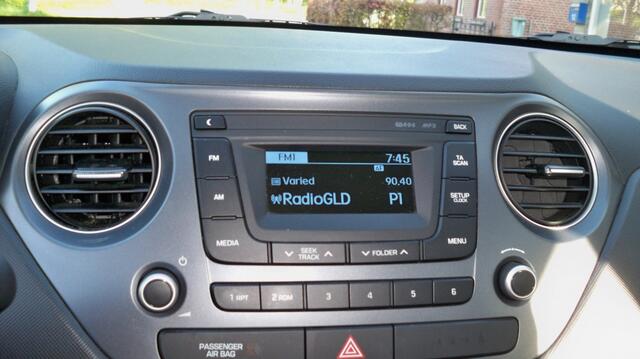 MP3 BACK
FM1 7:45
FM TA SCAN
AF
Varied 90.40
RadioGLD P1
AM SETUP CLOCK
MEDIA SEEK TRACK FOLDER MENU
1 RPT 2 RDM 3 4 5 6
PASSENGER AIR BAG